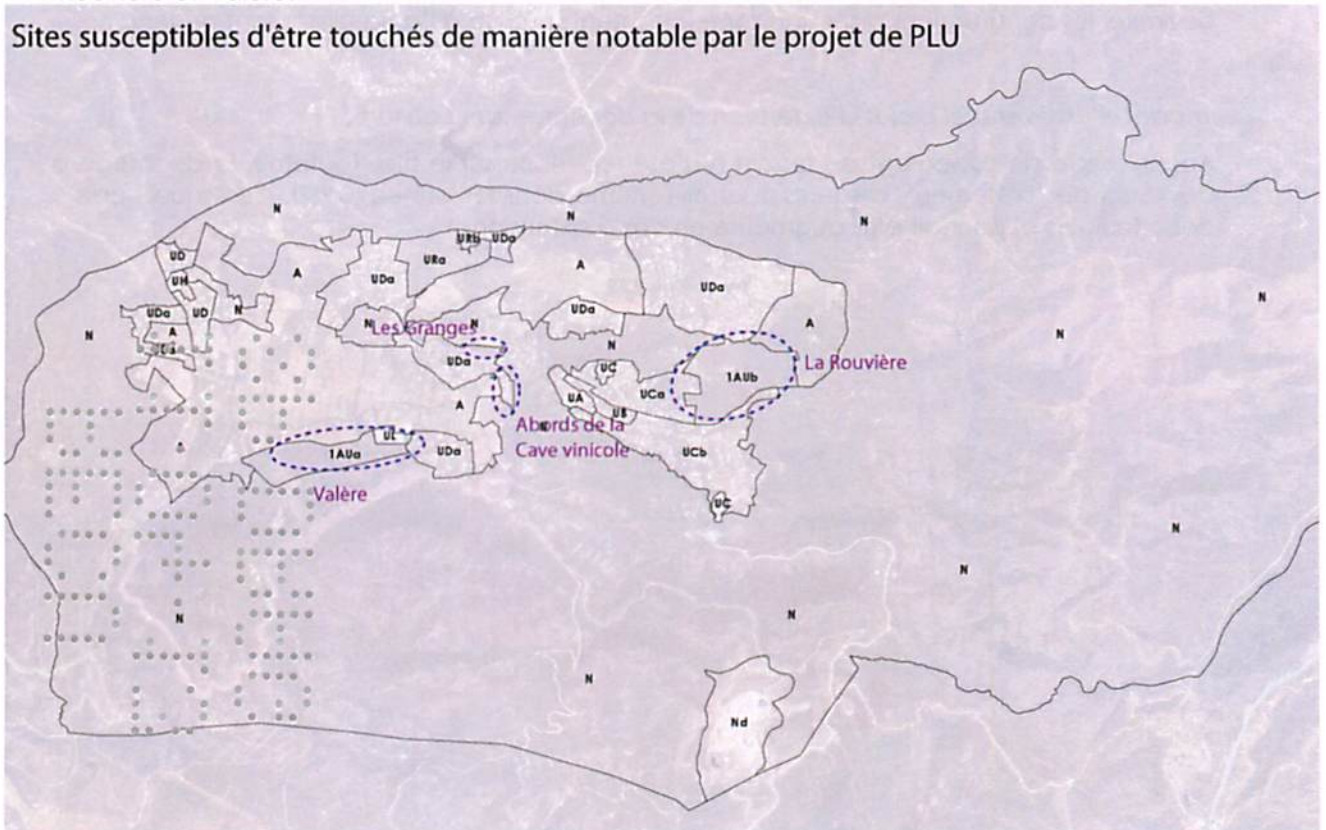 Sites susceptibles d'être touchés de manière notable par le projet de PLU
N
N
N
URb
UDa
UD
URa
A
A
UH
UDa
UDa
N
N
UDa
UD
UDa
N
N
A
N
Les Granges
N
A
N
UDa
UC
La Rouvière
1AUb
UCa
UA
A
UB
Abords de la
Cave vinicole
UL
1AUa
UDa
UCb
Valère
UC
N
N
N
N
N
Nd